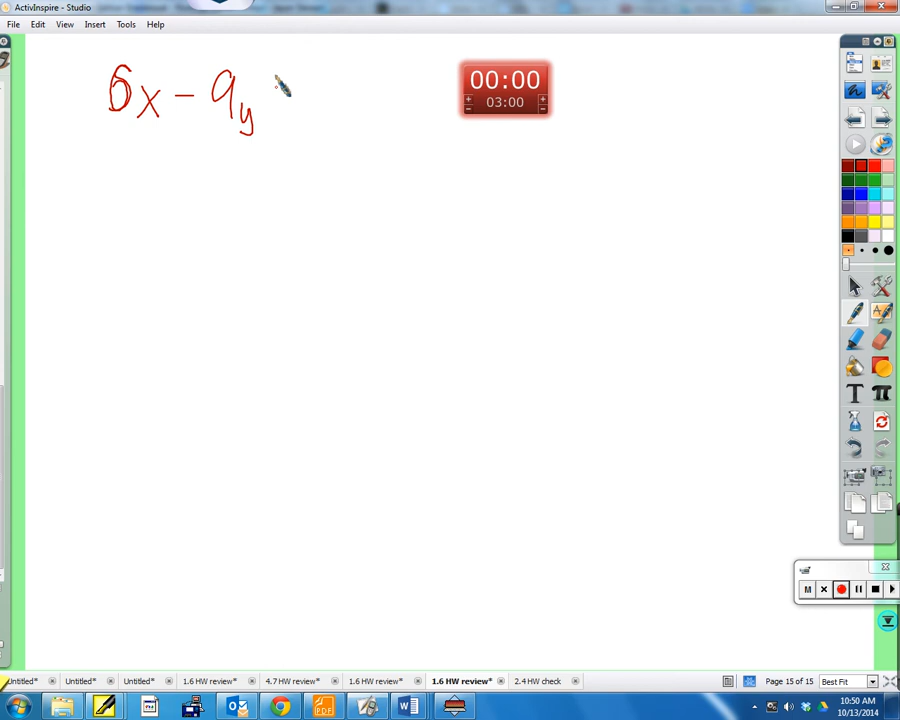 ActivInspire - Studio
File Edit View Insert Tools Help
6x - 9y
00:00
03:00
M
Untitled* Untitled* Untitled* 1.6 HW review* 4.7 HW review* 1.6 HW review* 1.6 HW review* 2.4 HW check Page 15 of 15 Best Fit
10:50 AM
10/13/2014